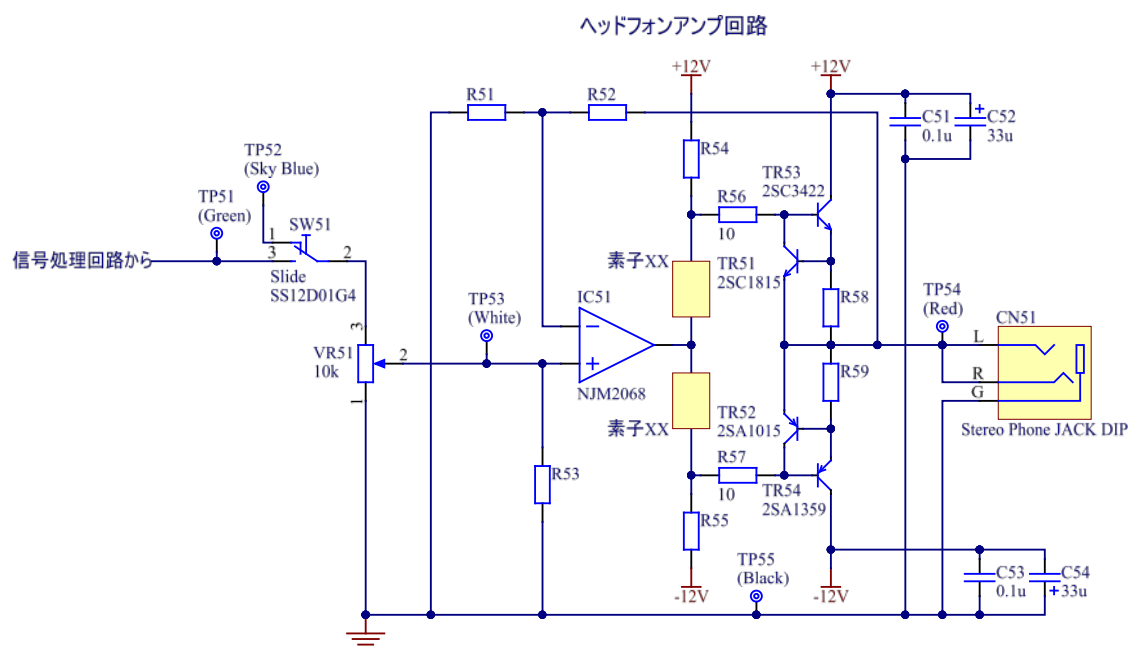 ヘッドフォンアンプ回路
+12V
+12V
R51
R52
C51
0.1u
+
C52
33u
R54
TP52
(Sky Blue)
TR53
2SC3422
TP51
(Green)
R56
10
SW51
1
3
2
信号処理回路から
Slide
SS12D01G4
素子XX
TR51
2SC1815
TP53
(White)
IC51
R58
TP54
(Red)
CN51
L
3
VR51
10k
2
R
R59
G
1
NJM2068
素子XX
TR52
2SA1015
Stereo Phone JACK DIP
R57
10
R53
TR54
2SA1359
R55
TP55
(Black)
C53
0.1u
C54
+
33u
-12V
-12V